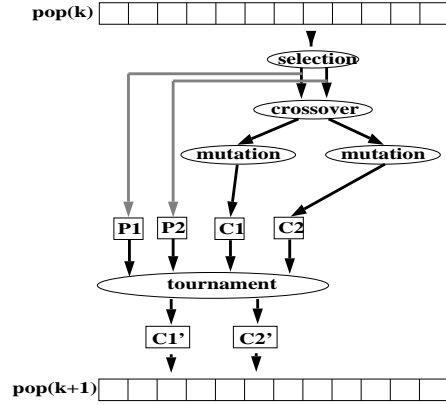 pop(k)
selection
crossover
mutation mutation
P1 P2 C1 C2
tournament
C1' C2'
pop(k+1)